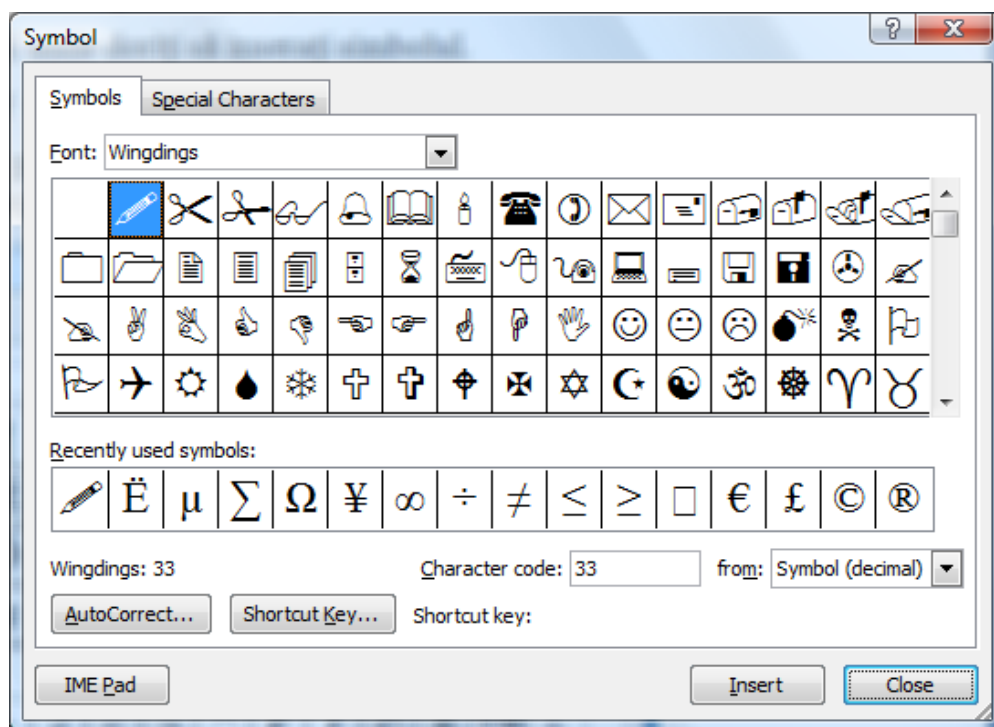 Symbol
Symbols Special Characters
Font: Wingdings
Recently used symbols:
Ë µ ∑ Ω ¥ ∞ ÷ ≠ ≤ ≥ € £ © ®
Wingdings: 33 Character code: 33 from: Symbol (decimal)
AutoCorrect... Shortcut Key... Shortcut key:
IME Pad Insert Close